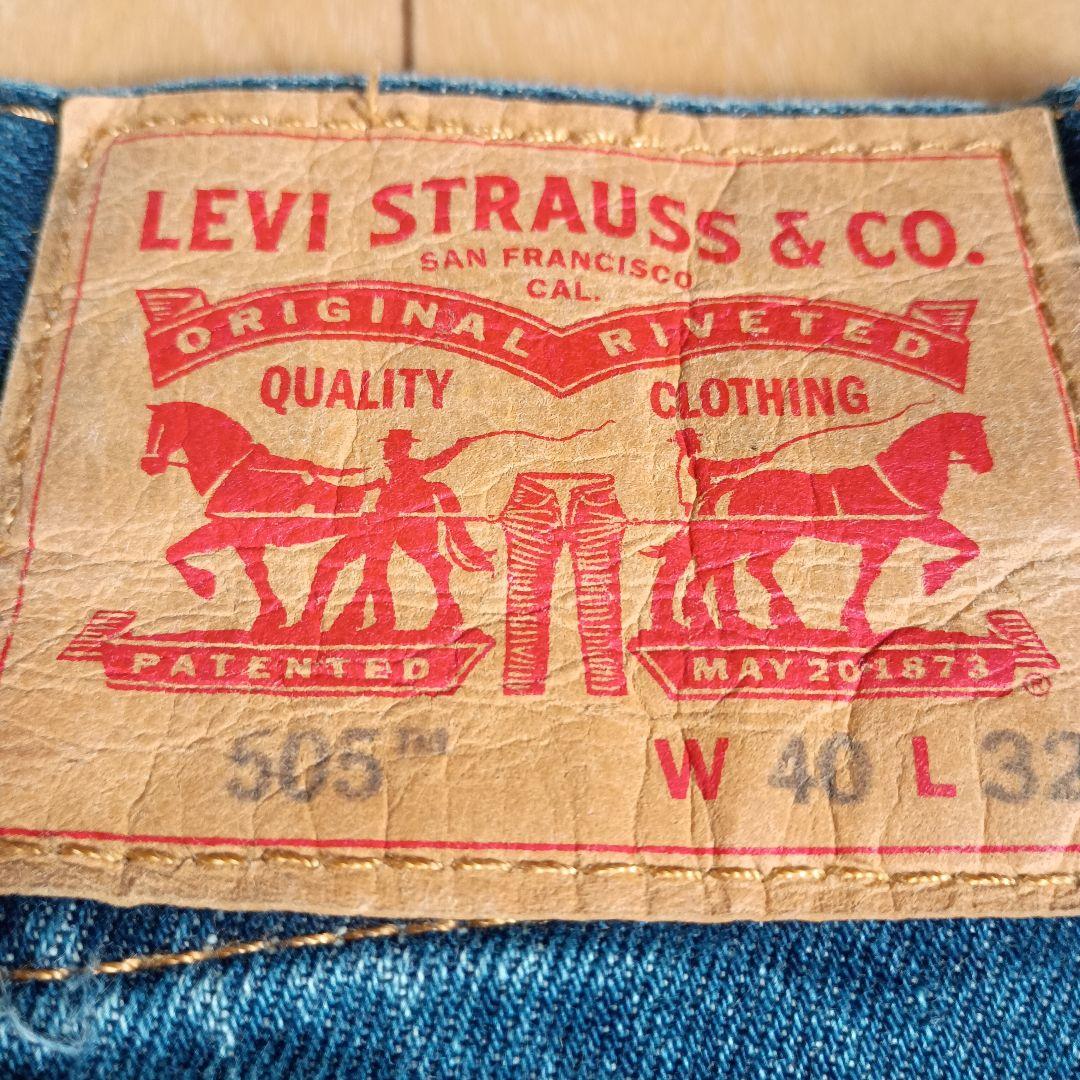 LEVI STRAUSS & CO.
SAN FRANCISCO
CAL.
ORIGINAL RIVETED
QUALITY CLOTHING
PATENTED MAY 20 1873 ®
505™ W 40 L 32